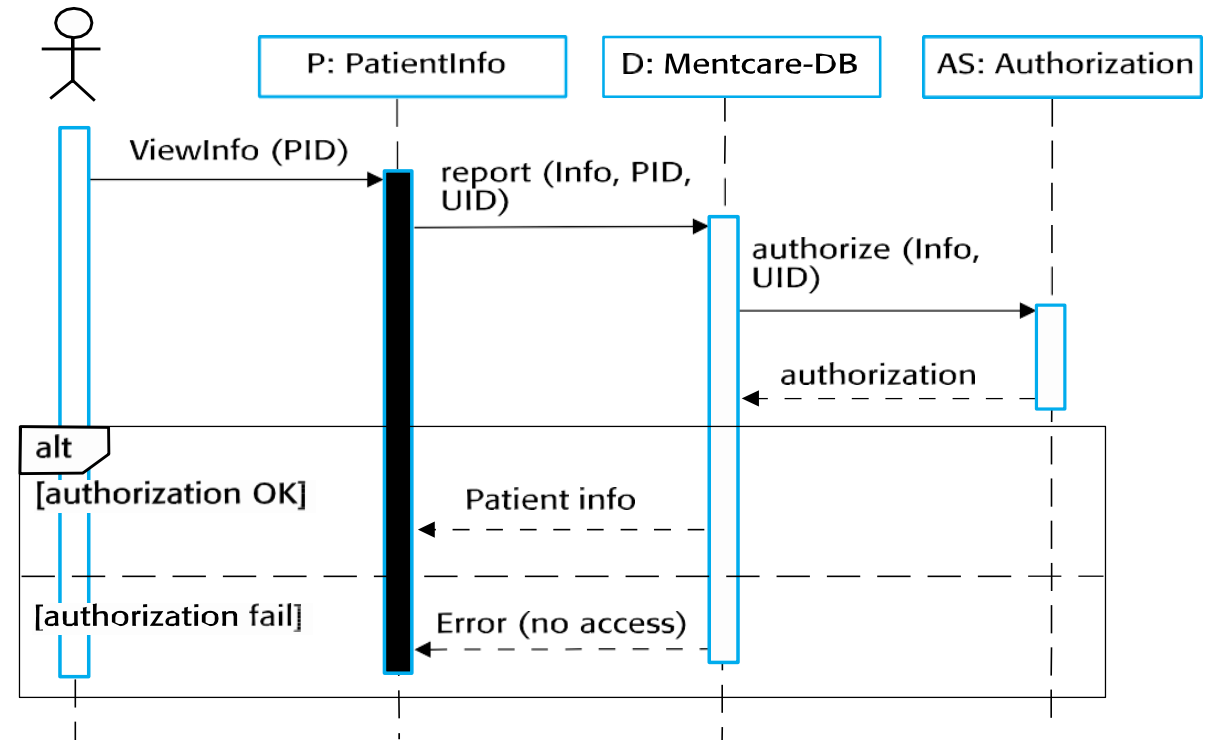 P: PatientInfo
D: Mentcare-DB
AS: Authorization
ViewInfo (PID)
report (Info, PID,
UID)
authorize (Info,
UID)
authorization
alt
[authorization OK]
Patient info
[authorization fail]
Error (no access)